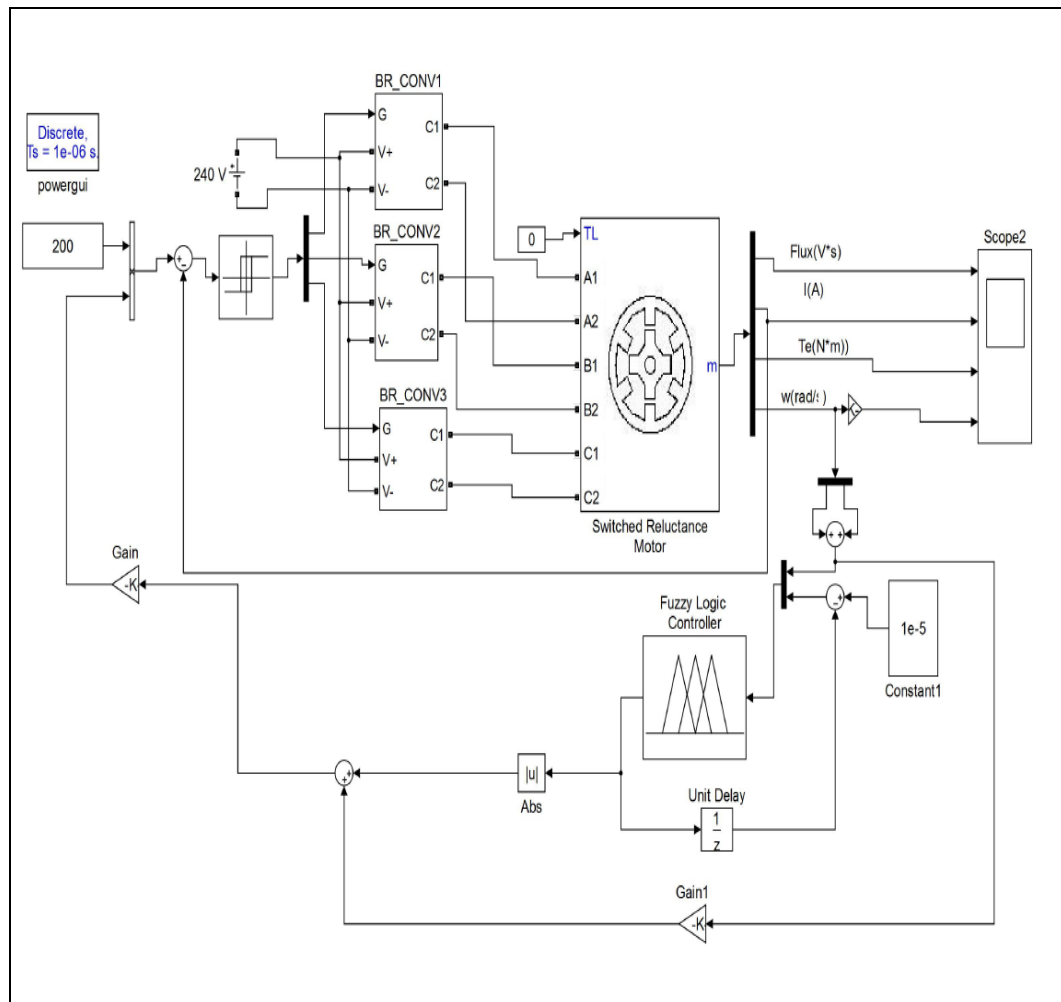 Discrete,
Ts = 1e-06 s.
powergui
200
240 V
BR_CONV1
G
V+
V-
C1
C2
BR_CONV2
G
V+
V-
C1
C2
BR_CONV3
G
V+
V-
C1
C2
0
TL
A1
A2
B1
B2
C1
C2
m
Switched Reluctance
Motor
Flux(V*s)
I(A)
Te(N*m))
Scope2
Gain
-K
Fuzzy Logic
Controller
1e-5
Constant1
|u|
Abs
Unit Delay
1
z
Gain1
-K